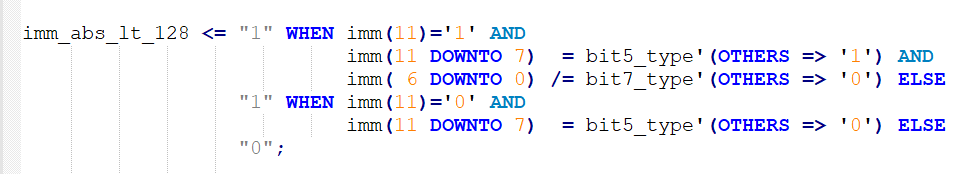 imm_abs_lt_128 <= "1" WHEN imm(11)='1' AND
imm(11 DOWNTO 7) = bit5_type'(OTHERS => '1') AND
imm( 6 DOWNTO 0) /= bit7_type'(OTHERS => '0') ELSE
"1" WHEN imm(11)='0' AND
imm(11 DOWNTO 7) = bit5_type'(OTHERS => '0') ELSE
"0";